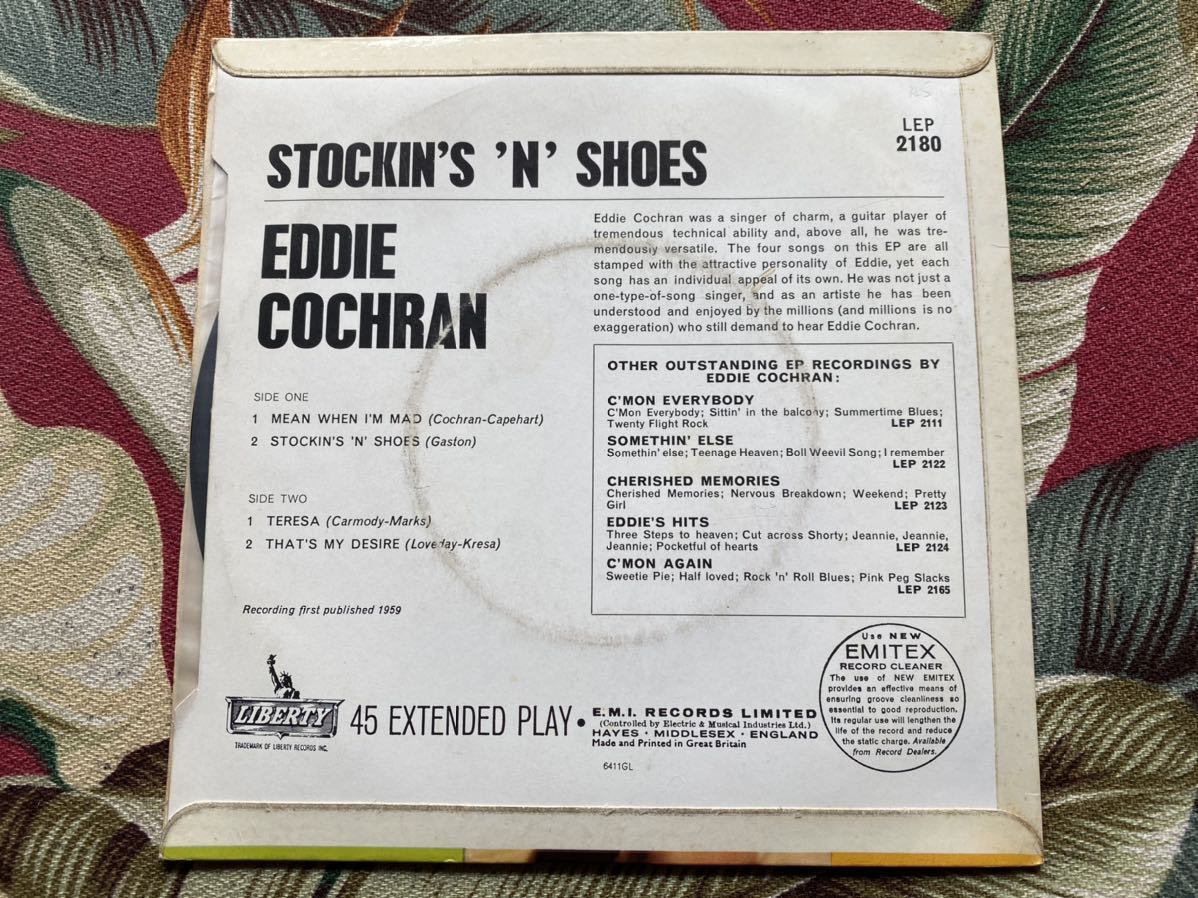 LEP
2180
STOCKIN'S 'N' SHOES
EDDIE
COCHRAN
Eddie Cochran was a singer of charm, a guitar player of
tremendous technical ability and, above all, he was tre-
mendously versatile. The four songs on this EP are all
stamped with the attractive personality of Eddie, yet each
song has an individual appeal of its own. He was not just a
one-type-of-song singer, and as an artiste he has been
understood and enjoyed by the millions (and millions is no
exaggeration) who still demand to hear Eddie Cochran.
SIDE ONE
1 MEAN WHEN I'M MAD (Cochran-Capehart)
2 STOCKIN'S 'N' SHOES (Gaston)
SIDE TWO
1 TERESA (Carmody-Marks)
2 THAT'S MY DESIRE (Loveday-Kresa)
Recording first published 1959
OTHER OUTSTANDING EP RECORDINGS BY
EDDIE COCHRAN:
C'MON EVERYBODY
C'Mon Everybody; Sittin' in the balcony; Summertime Blues;
Twenty Flight Rock LEP 2111
SOMETHIN' ELSE
Somethin' else; Teenage Heaven; Boll Weevil Song; I remember
LEP 2122
CHERISHED MEMORIES
Cherished Memories; Nervous Breakdown; Weekend; Pretty
Girl LEP 2123
EDDIE'S HITS
Three Steps to heaven; Cut across Shorty; Jeannie, Jeannie,
Jeannie; Pocketful of hearts LEP 2124
C'MON AGAIN
Sweetie Pie; Half loved; Rock 'n' Roll Blues; Pink Peg Slacks
LEP 2165
LIBERTY
TRADEMARK OF LIBERTY RECORDS INC.
45 EXTENDED PLAY •
E.M.I. RECORDS LIMITED
(Controlled by Electric & Musical Industries Ltd.)
HAYES • MIDDLESEX • ENGLAND
Made and Printed in Great Britain
6411GL
Use NEW
EMITEX
RECORD CLEANER
The use of NEW EMITEX
provides an effective means of
ensuring groove cleanliness so
essential to good reproduction.
Its regular use will lengthen the
life of the record and reduce
the static charge. Available
from Record Dealers.